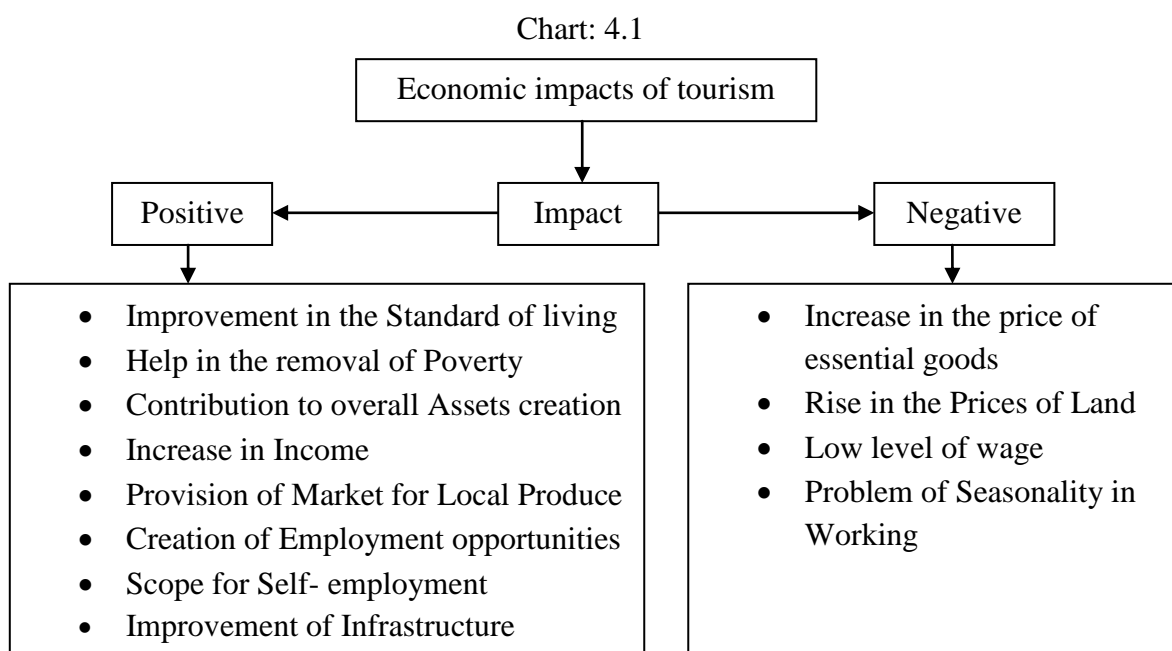 Chart: 4.1
Economic impacts of tourism
Positive
Impact
Negative
• Improvement in the Standard of living
• Help in the removal of Poverty
• Contribution to overall Assets creation
• Increase in Income
• Provision of Market for Local Produce
• Creation of Employment opportunities
• Scope for Self- employment
• Improvement of Infrastructure
• Increase in the price of
essential goods
• Rise in the Prices of Land
• Low level of wage
• Problem of Seasonality in
Working